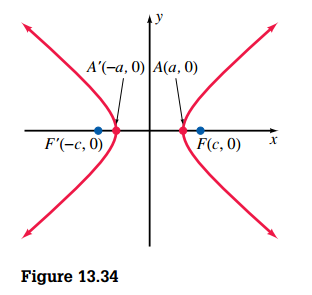 y
A′(−a, 0) A(a, 0)
F′(−c, 0) F(c, 0) x
Figure 13.34